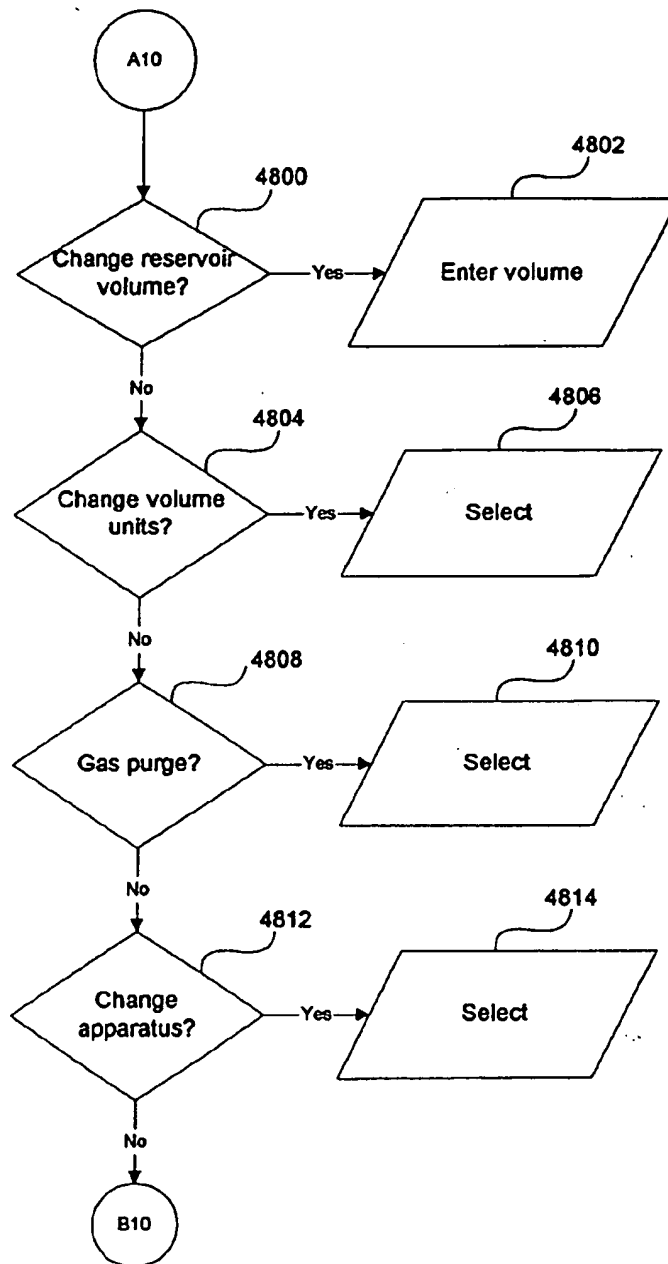 A10
4800
4802
Change reservoir
volume?
Yes
Enter volume
No
4804
4806
Change volume
units?
Yes
Select
No
4808
4810
Gas purge?
Yes
Select
No
4812
4814
Change
apparatus?
Yes
Select
No
B10